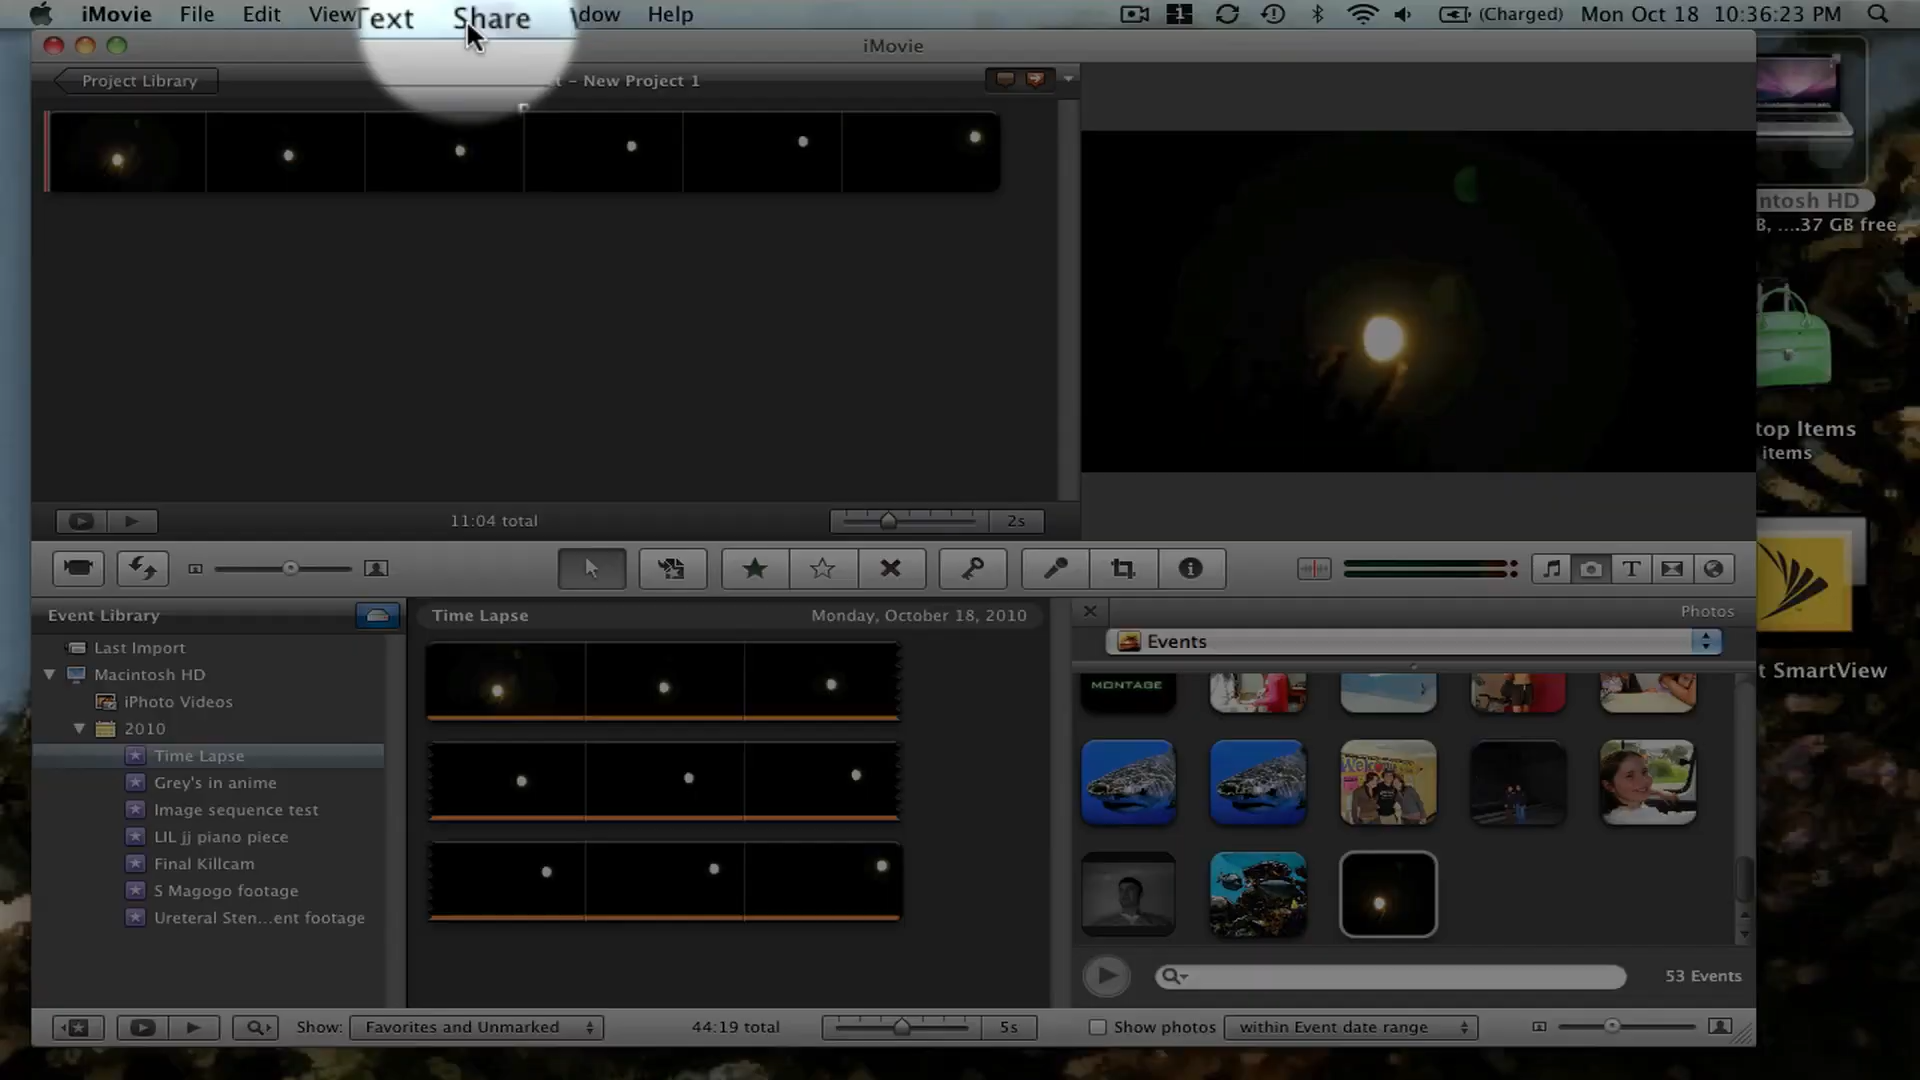 iMovie File Edit View Text Share dow Help (Charged) Mon Oct 18 10:36:23 PM
iMovie
Project Library
- New Project 1
ntosh HD
B, ....37 GB free
top Items
items
t SmartView
11:04 total
2s
Event Library
Last Import
Macintosh HD
iPhoto Videos
2010
Time Lapse
Grey's in anime
Image sequence test
LIL jj piano piece
Final Killcam
S Magogo footage
Ureteral Sten...ent footage
Time Lapse
Monday, October 18, 2010
Photos
Events
MONTAGE
53 Events
Show: Favorites and Unmarked
44:19 total
5s
Show photos within Event date range